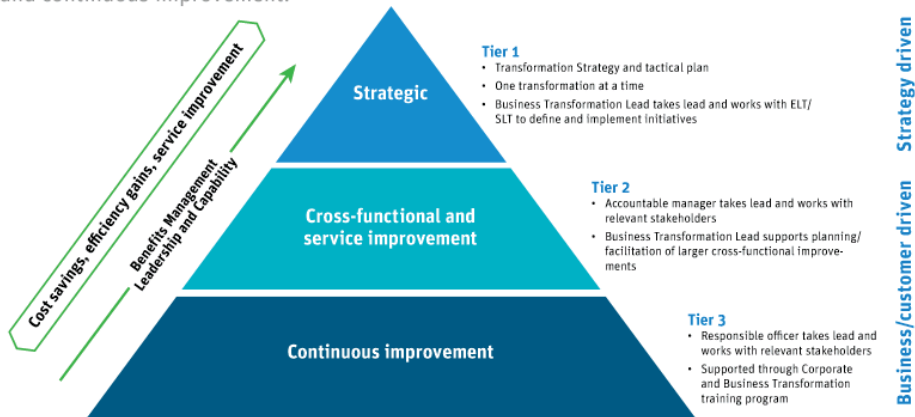 and continuous improvement.
Cost savings, efficiency gains, service improvement
Benefits Management
Leadership and Capability
Strategic
Tier 1
• Transformation Strategy and tactical plan
• One transformation at a time
• Business Transformation Lead takes lead and works with ELT/
SLT to define and implement initiatives
Strategy driven
Cross-functional and
service improvement
Tier 2
• Accountable manager takes lead and works with
relevant stakeholders
• Business Transformation Lead supports planning/
facilitation of larger cross-functional improve-
ments
Continuous improvement
Tier 3
• Responsible officer takes lead and
works with relevant stakeholders
• Supported through Corporate
and Business Transformation
training program
Business/customer driven